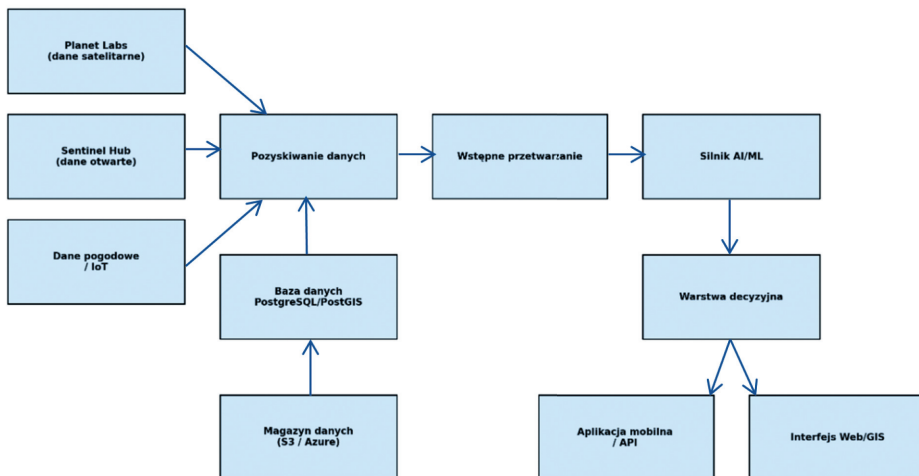 Planet Labs
(dane satelitarne)
Sentinel Hub
(dane otwarte)
Pozyskiwanie danych
Wstępne przetwarzanie
Silnik AI/ML
Dane pogodowe
/ IoT
Baza danych
PostgreSQL/PostGIS
Warstwa decyzyjna
Magazyn danych
(S3 / Azure)
Aplikacja mobilna
/ API
Interfejs Web/GIS